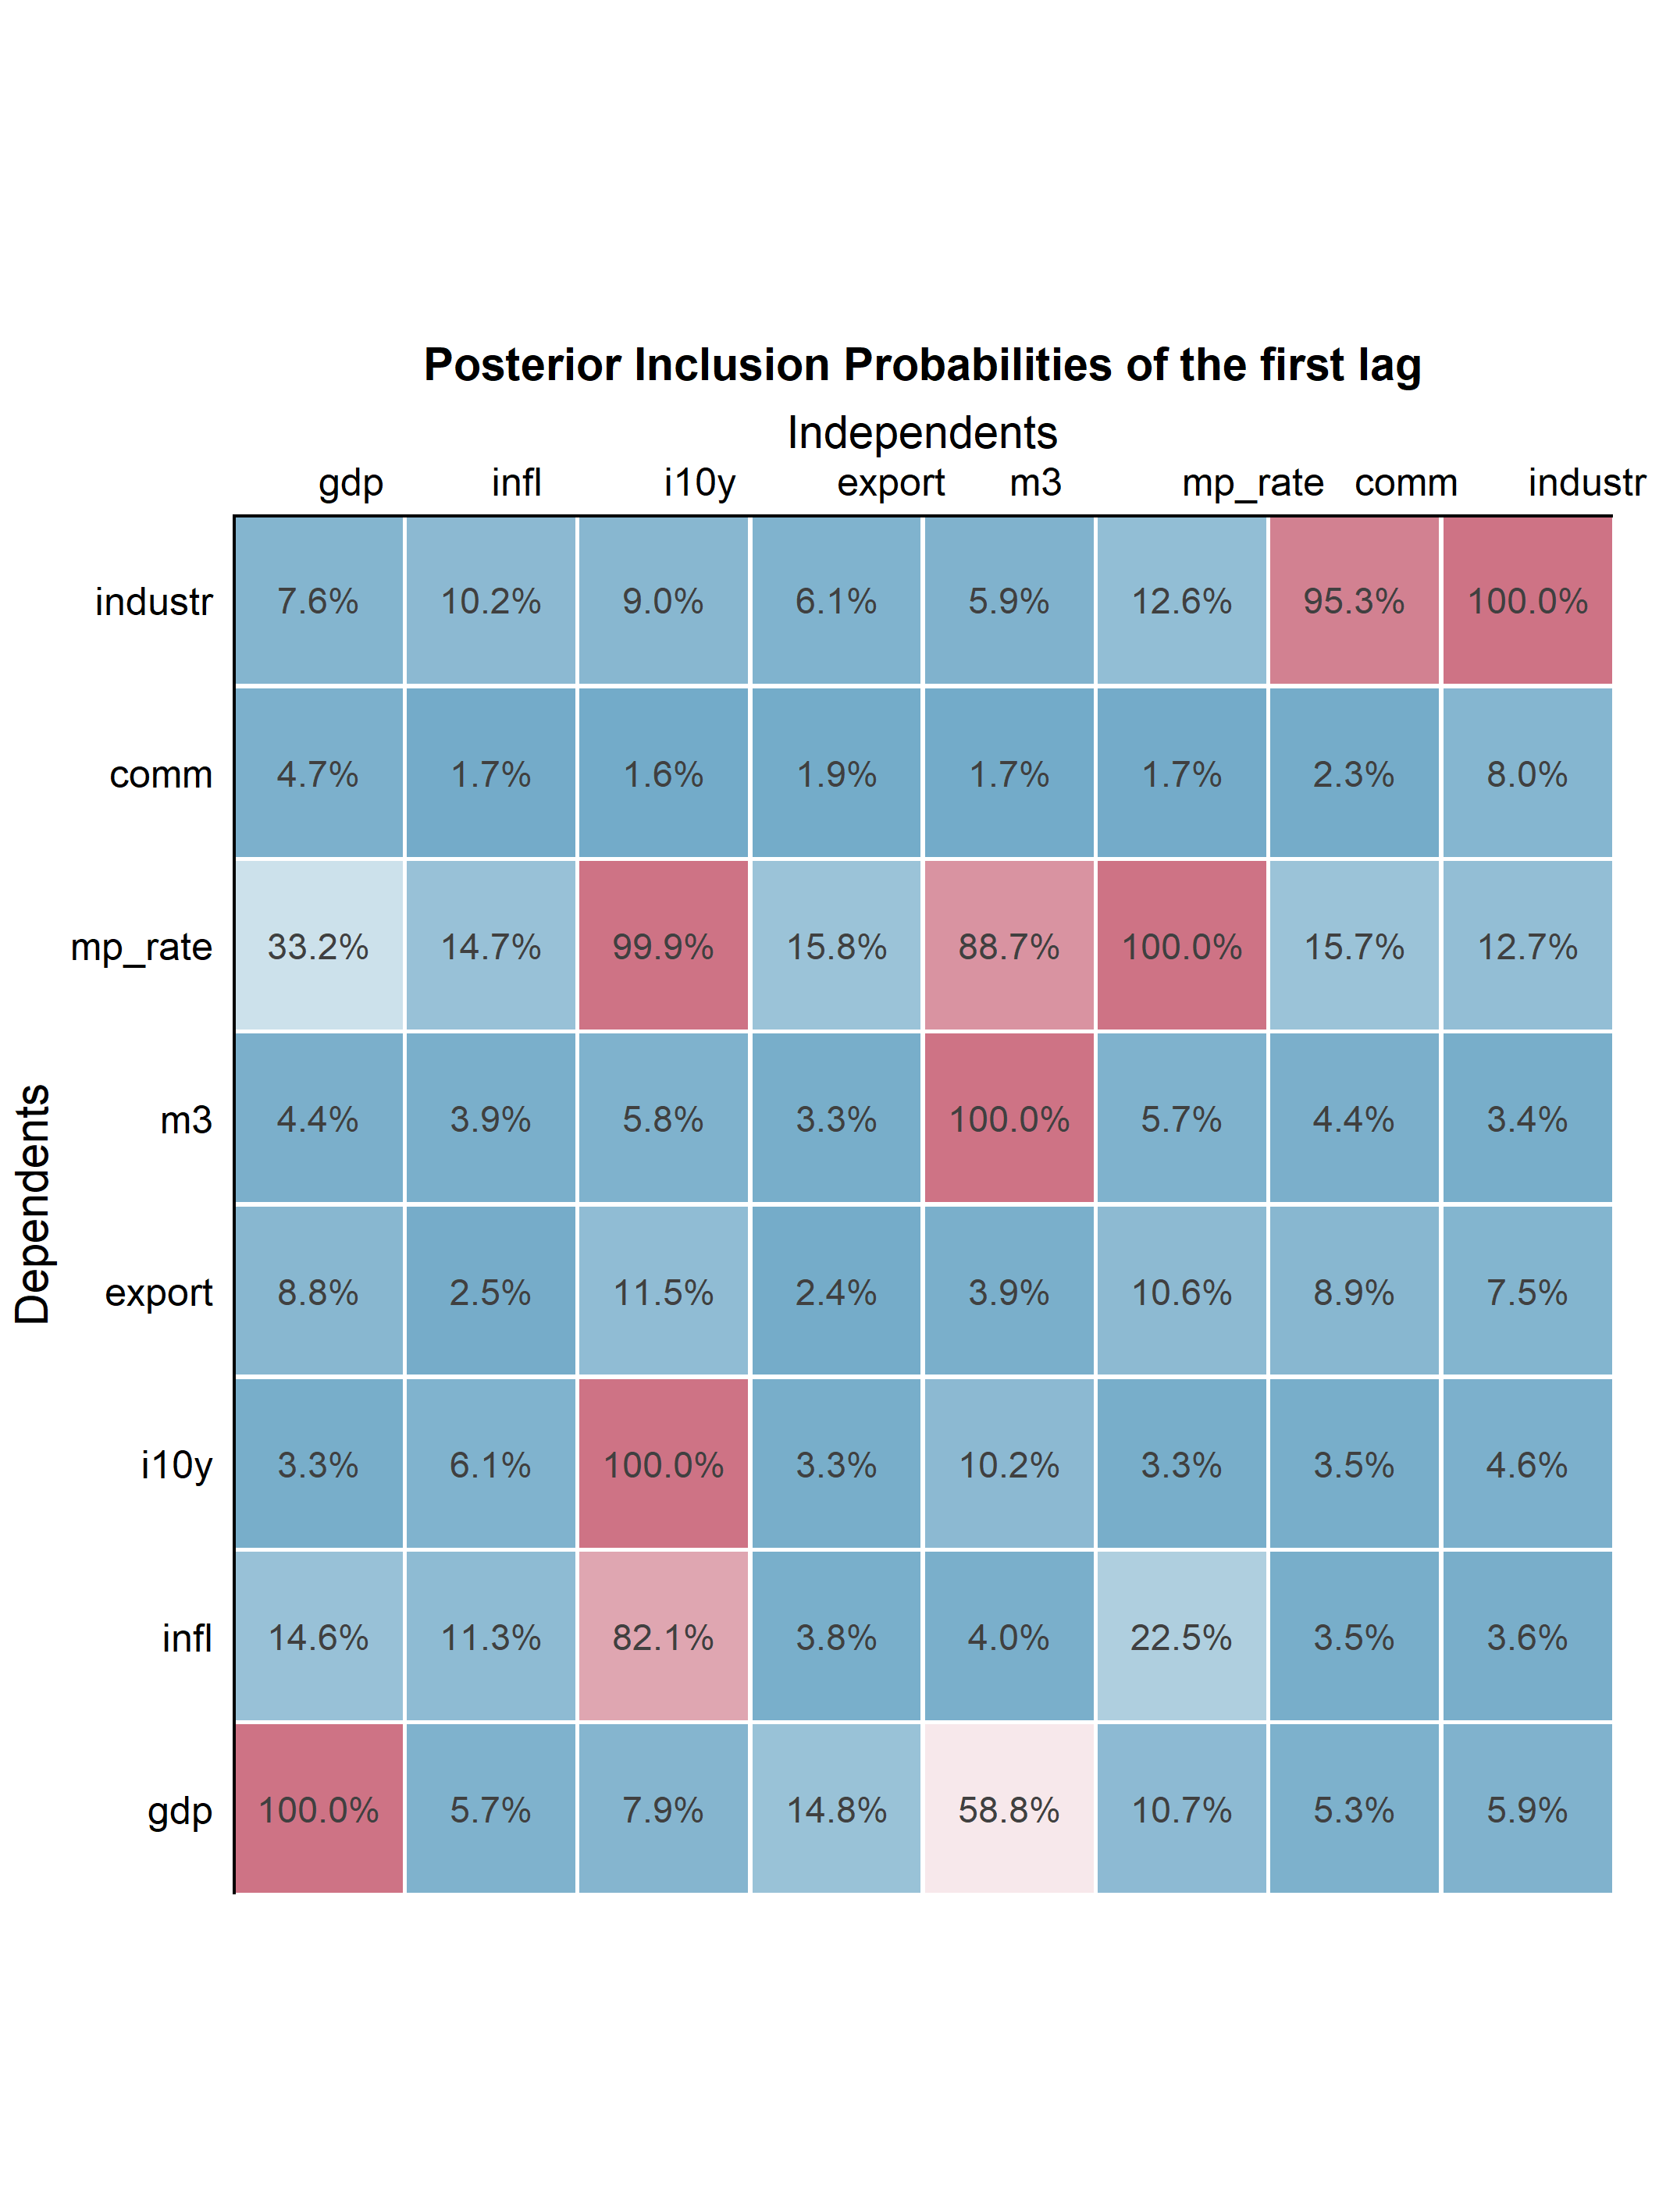 Posterior Inclusion Probabilities of the first lag
Independents
gdp infl i10y export m3 mp_rate comm industr
industr 7.6% 10.2% 9.0% 6.1% 5.9% 12.6% 95.3% 100.0%
comm 4.7% 1.7% 1.6% 1.9% 1.7% 1.7% 2.3% 8.0%
mp_rate 33.2% 14.7% 99.9% 15.8% 88.7% 100.0% 15.7% 12.7%
m3 4.4% 3.9% 5.8% 3.3% 100.0% 5.7% 4.4% 3.4%
export 8.8% 2.5% 11.5% 2.4% 3.9% 10.6% 8.9% 7.5%
i10y 3.3% 6.1% 100.0% 3.3% 10.2% 3.3% 3.5% 4.6%
infl 14.6% 11.3% 82.1% 3.8% 4.0% 22.5% 3.5% 3.6%
gdp 100.0% 5.7% 7.9% 14.8% 58.8% 10.7% 5.3% 5.9%
Dependents